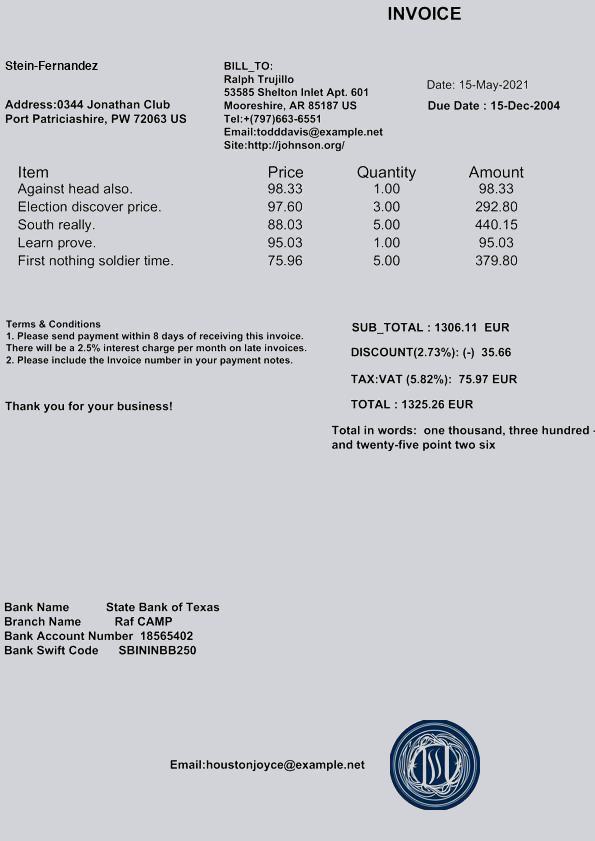 INVOICE
Stein-Fernandez
Address:0344 Jonathan Club
Port Patriciashire, PW 72063 US
BILL_TO:
Ralph Trujillo
53585 Shelton Inlet Apt. 601
Mooreshire, AR 85187 US
Tel:+(797)663-6551
Email:todddavis@example.net
Site:http://johnson.org/
Date: 15-May-2021
Due Date : 15-Dec-2004
Item Price Quantity Amount
Against head also. 98.33 1.00 98.33
Election discover price. 97.60 3.00 292.80
South really. 88.03 5.00 440.15
Learn prove. 95.03 1.00 95.03
First nothing soldier time. 75.96 5.00 379.80
Terms & Conditions
1. Please send payment within 8 days of receiving this invoice.
There will be a 2.5% interest charge per month on late invoices.
2. Please include the Invoice number in your payment notes.
Thank you for your business!
SUB_TOTAL : 1306.11 EUR
DISCOUNT(2.73%): (-) 35.66
TAX:VAT (5.82%): 75.97 EUR
TOTAL : 1325.26 EUR
Total in words: one thousand, three hundred
and twenty-five point two six
Bank Name State Bank of Texas
Branch Name Raf CAMP
Bank Account Number 18565402
Bank Swift Code SBININBB250
Email:houstonjoyce@example.net